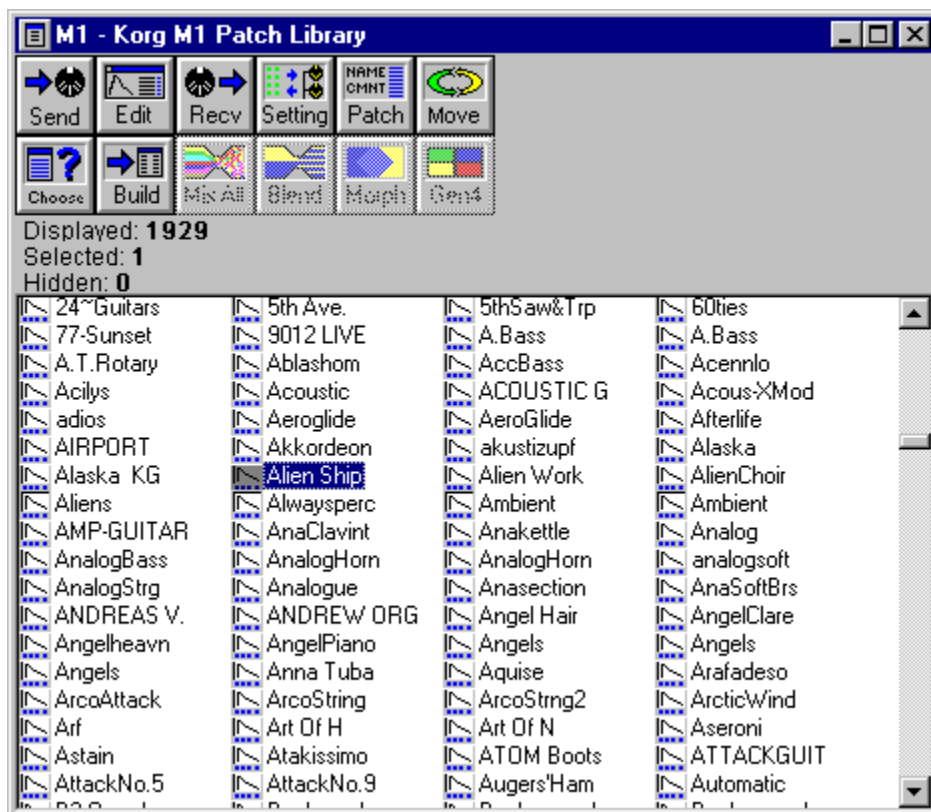 M1 - Korg M1 Patch Library
NAME
CMNT
Send Edit Recv Setting Patch Move
Choose Build Mix All Blend Morph Gen4
Displayed: 1929
Selected: 1
Hidden: 0
24~Guitars 5th Ave. 5thSaw&Trp 60ties
77-Sunset 9012 LIVE A.Bass A.Bass
A.T.Rotary Ablashom AccBass Acennlo
Acilys Acoustic ACOUSTIC G Acous-XMod
adios Aeroglide AeroGlide Afterlife
AIRPORT Akkordeon akustizupf Alaska
Alaska KG Alien Ship Alien Work AlienChoir
Aliens Alwaysperc Ambient Ambient
AMP-GUITAR AnaClavint Anakettle Analog
AnalogBass AnalogHorn AnalogHorn analogsoft
AnalogStrg Analogue Anasection AnaSoftBrs
ANDREAS V. ANDREW ORG Angel Hair AngelClare
Angelheavn AngelPiano Angels Angels
Angels Anna Tuba Aquise Arafadeso
ArcoAttack ArcoString ArcoStrng2 ArcticWind
Arf Art Of H Art Of N Aseroni
Astain Atakissimo ATOM Boots ATTACKGUIT
AttackNo.5 AttackNo.9 Augers'Ham Automatic